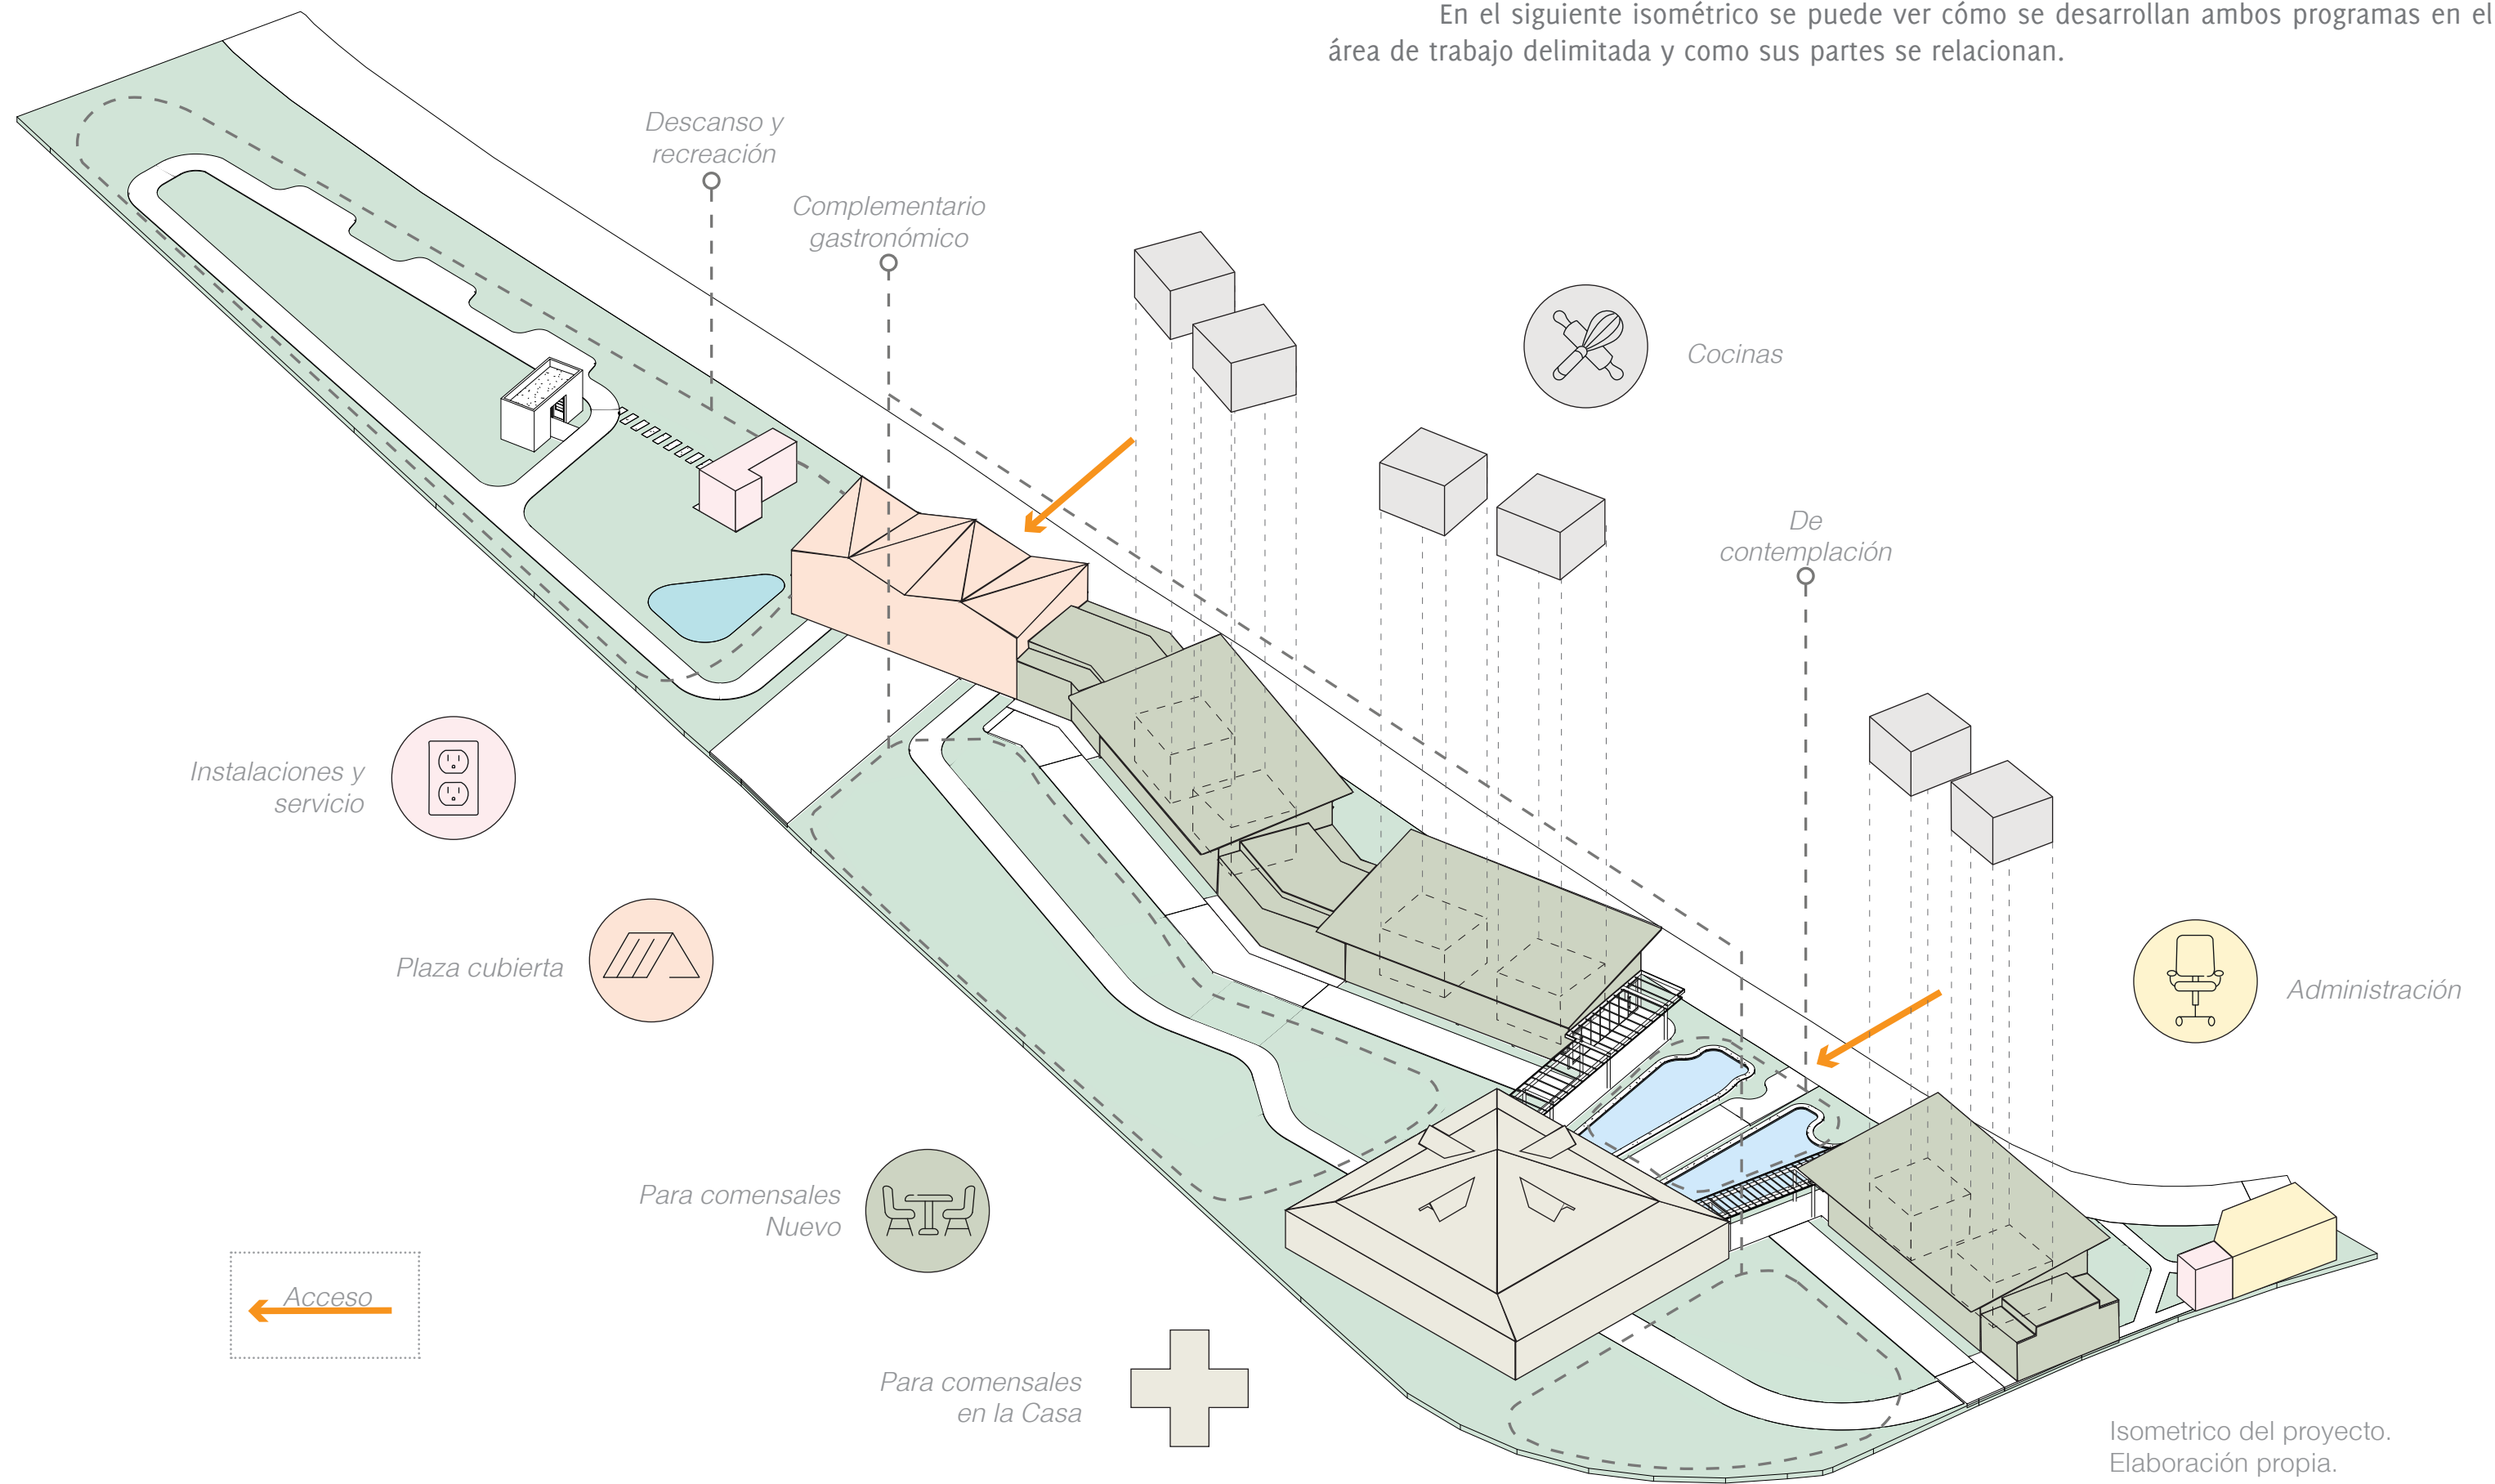 En el siguiente isométrico se puede ver cómo se desarrollan ambos programas en el
área de trabajo delimitada y como sus partes se relacionan.
Descanso y
recreación
Complementario
gastronómico
Cocinas
De
contemplación
Instalaciones y
servicio
Plaza cubierta
Administración
Para comensales
Nuevo
Acceso
Para comensales
en la Casa
Isometrico del proyecto.
Elaboración propia.